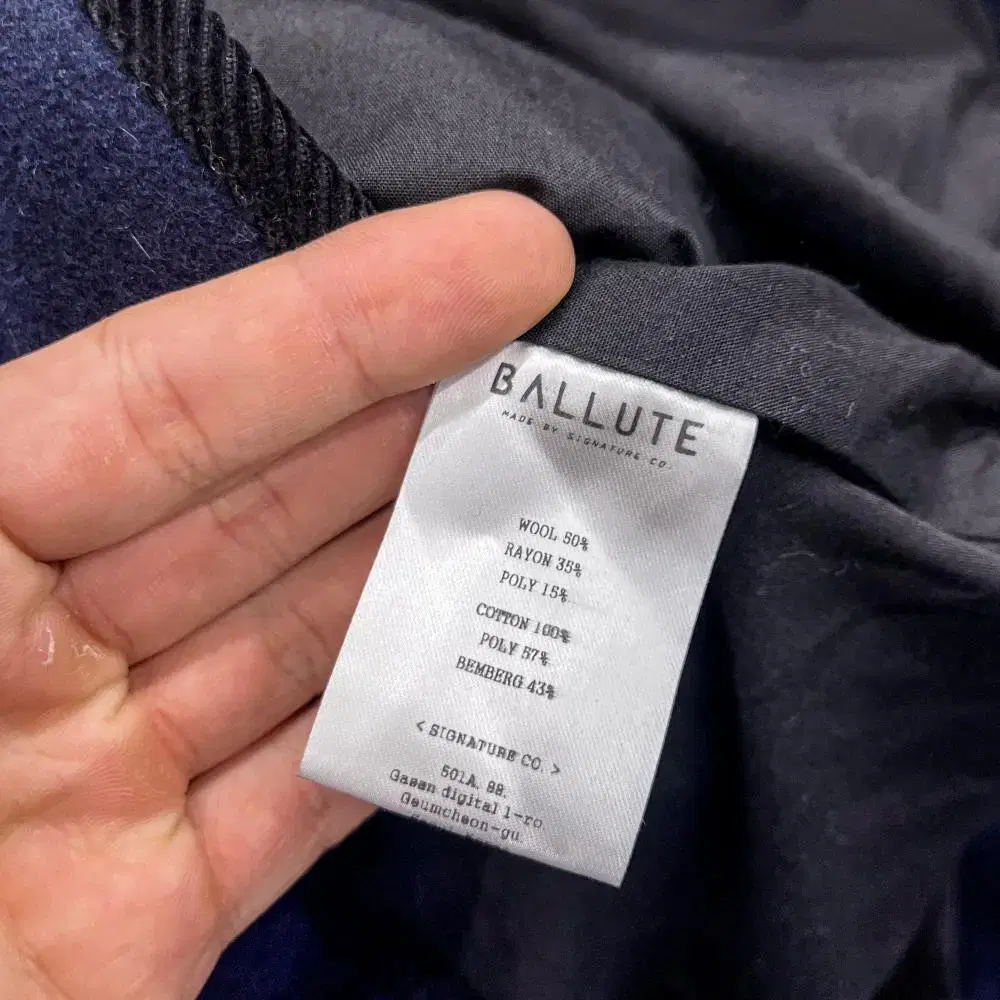 BALLUTE
MADE BY SIGNATURE CO.
WOOL 50%
RAYON 35%
POLY 15%
COTTON 100%
POLY 57%
BEMBERG 43%
< SIGNATURE CO. >
501A. 88.
Gasan digital 1-ro
Geumcheon-gu